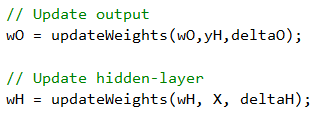 // Update output
wO = updateWeights(wO,yH,deltaO);
// Update hidden-layer
wH = updateWeights(wH, X, deltaH);